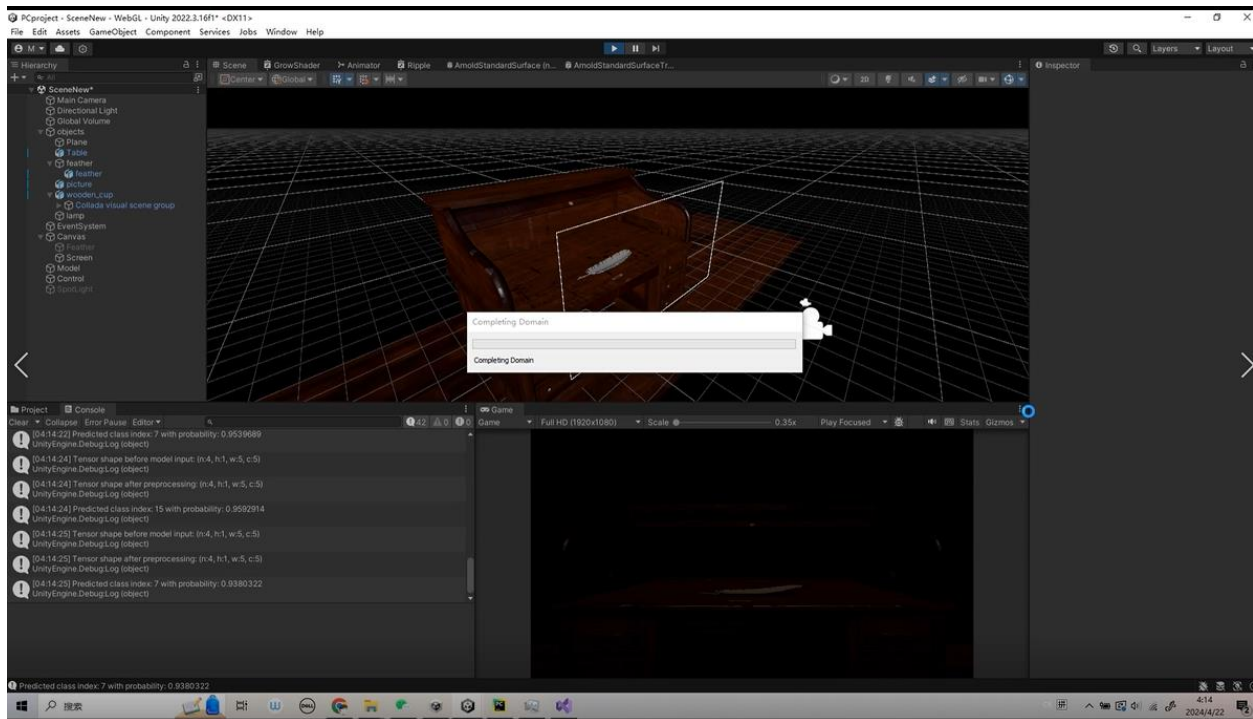 PCproject - SceneNew - WebGL - Unity 2022.3.16f1* <DX11>
File Edit Assets GameObject Component Services Jobs Window Help
M
Layers Layout
Hierarchy
Scene GrowShader Animator Ripple ArnoldStandardSurface (n... ArnoldStandardSurfaceTr...
Inspector
All
Center Global
2D
SceneNew*
Main Camera
Directional Light
Global Volume
objects
Plane
Table
feather
feather
picture
wooden_cup
Collada visual scene group
lamp
EventSystem
Canvas
Feather
Screen
Model
Control
SpotLight
Completing Domain
Completing Domain
Project Console
Game
Clear Collapse Error Pause Editor
42 0 0
Game Full HD (1920x1080) Scale 0.35x Play Focused Stats Gizmos
[04:14:22] Predicted class index: 7 with probability: 0.9539689
UnityEngine.Debug:Log (object)
[04:14:24] Tensor shape before model input: (n:4, h:1, w:5, c:5)
UnityEngine.Debug:Log (object)
[04:14:24] Tensor shape after preprocessing: (n:4, h:1, w:5, c:5)
UnityEngine.Debug:Log (object)
[04:14:24] Predicted class index: 15 with probability: 0.9592914
UnityEngine.Debug:Log (object)
[04:14:25] Tensor shape before model input: (n:4, h:1, w:5, c:5)
UnityEngine.Debug:Log (object)
[04:14:25] Tensor shape after preprocessing: (n:4, h:1, w:5, c:5)
UnityEngine.Debug:Log (object)
[04:14:25] Predicted class index: 7 with probability: 0.9380322
UnityEngine.Debug:Log (object)
Predicted class index: 7 with probability: 0.9380322
搜索
拼
4:14
2024/4/22